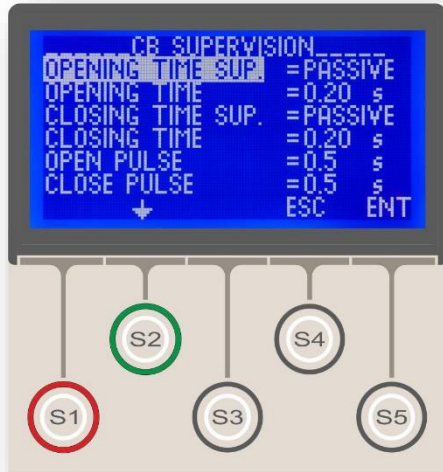 CB SUPERVISION
OPENING TIME SUP. =PASSIVE
OPENING TIME =0.20 s
CLOSING TIME SUP. =PASSIVE
CLOSING TIME =0.20 s
OPEN PULSE =0.5 s
CLOSE PULSE =0.5 s
ESC ENT
S2 S4
S1 S3 S5